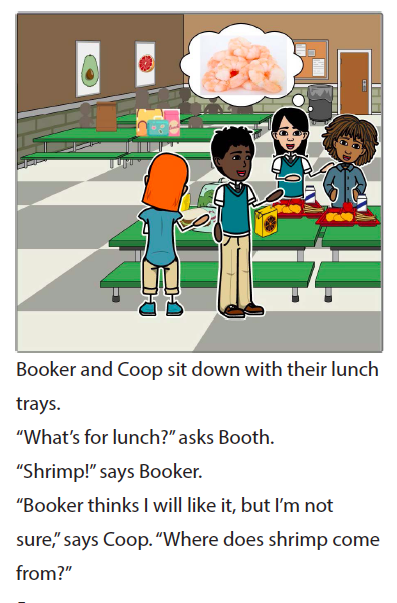 Booker and Coop sit down with their lunch
trays.
“What’s for lunch?” asks Booth.
“Shrimp!” says Booker.
“Booker thinks I will like it, but I’m not
sure,” says Coop. “Where does shrimp come
from?”